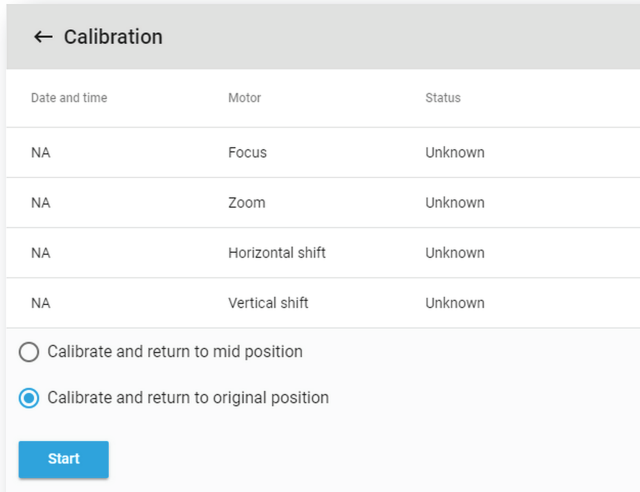 Calibration
Date and time Motor Status
NA Focus Unknown
NA Zoom Unknown
NA Horizontal shift Unknown
NA Vertical shift Unknown
Calibrate and return to mid position
Calibrate and return to original position
Start